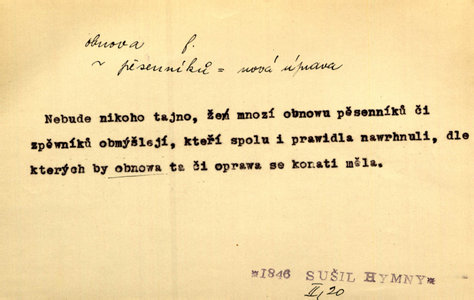 obnova f.
~ pěsenníků = nová úprava
Nebude nikoho tajno, že mnozí obnowu pěsenníků či
zpěwníků obmýšlejí, kteří spolu i prawidla nawrhnuli, dle
kterých by obnowa ta či oprawa se konati měla.
*1846 SUŠIL HYMNY*
II, 20